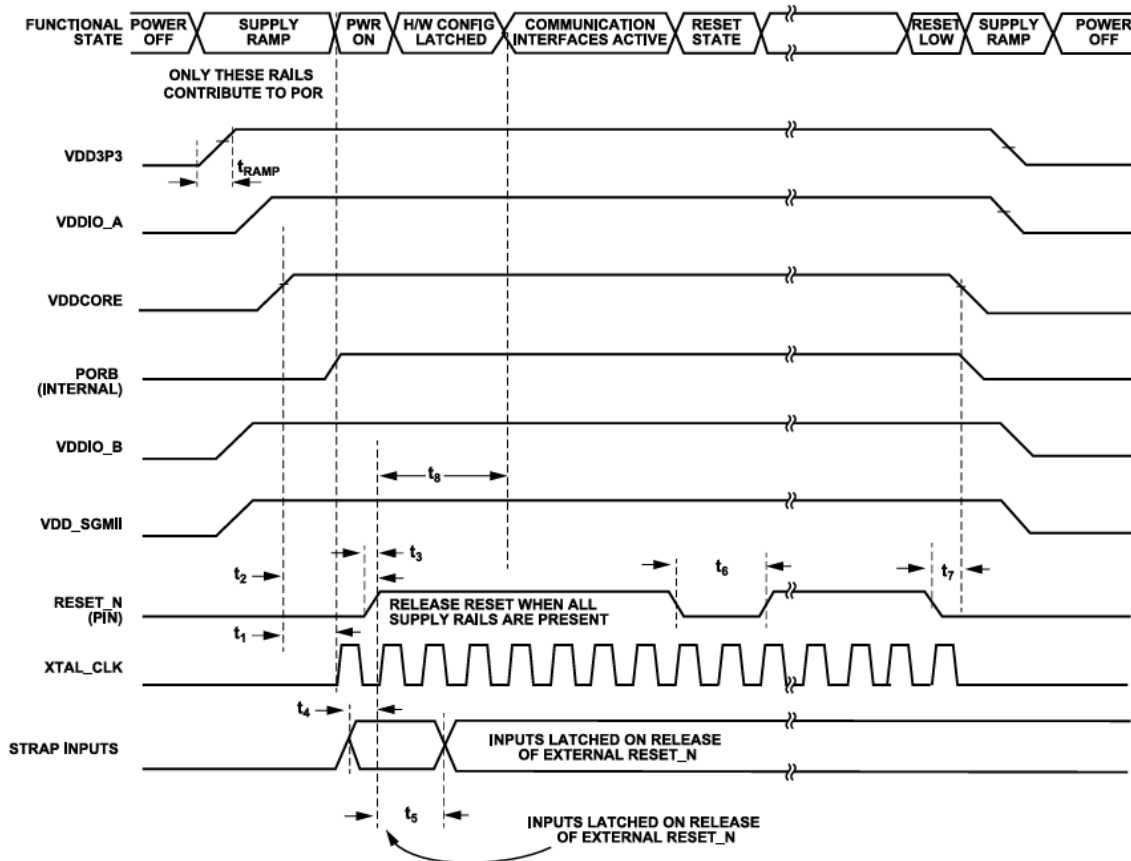 FUNCTIONAL
STATE
POWER
OFF
SUPPLY
RAMP
PWR
ON
H/W CONFIG
LATCHED
COMMUNICATION
INTERFACES ACTIVE
RESET
STATE
RESET
LOW
SUPPLY
RAMP
POWER
OFF
ONLY THESE RAILS
CONTRIBUTE TO POR
VDD3P3
tRAMP
VDDIO_A
VDDCORE
PORB
(INTERNAL)
VDDIO_B
t8
VDD_SGMII
t3
t2
t6
t7
RESET_N
(PIN)
RELEASE RESET WHEN ALL
SUPPLY RAILS ARE PRESENT
t1
XTAL_CLK
t4
STRAP INPUTS
INPUTS LATCHED ON RELEASE
OF EXTERNAL RESET_N
t5
INPUTS LATCHED ON RELEASE
OF EXTERNAL RESET_N